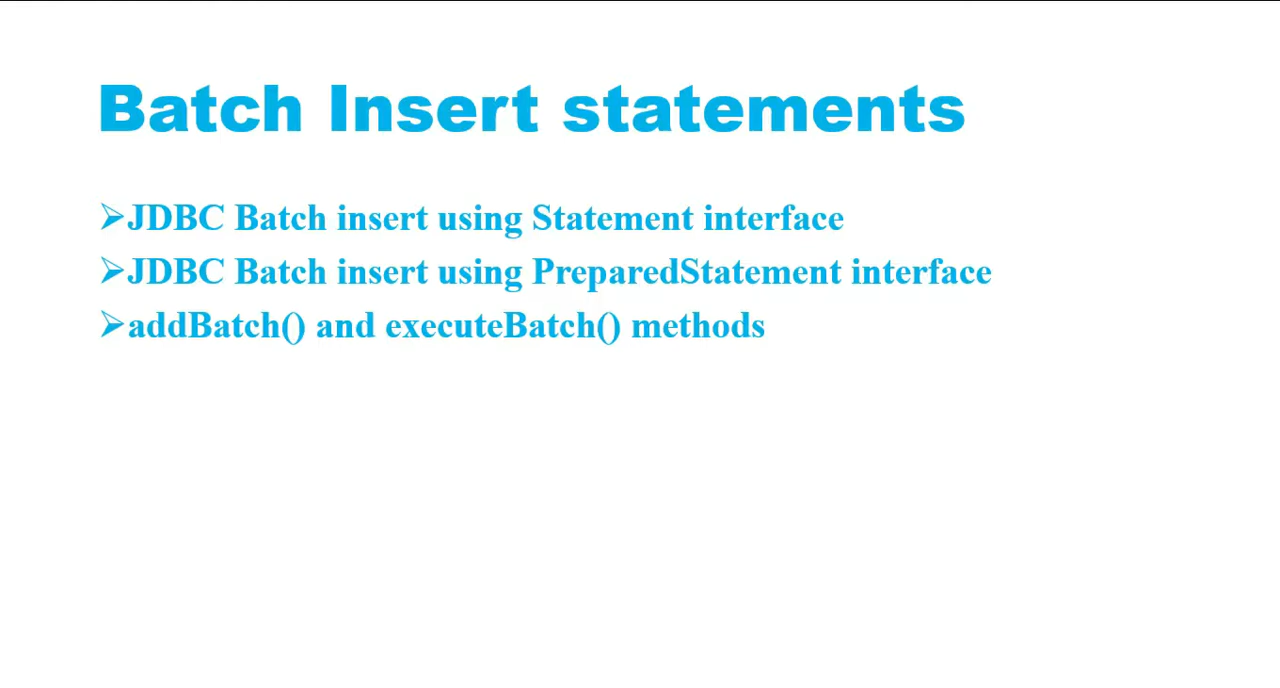 Batch Insert statements
➢JDBC Batch insert using Statement interface
➢JDBC Batch insert using PreparedStatement interface
➢addBatch() and executeBatch() methods